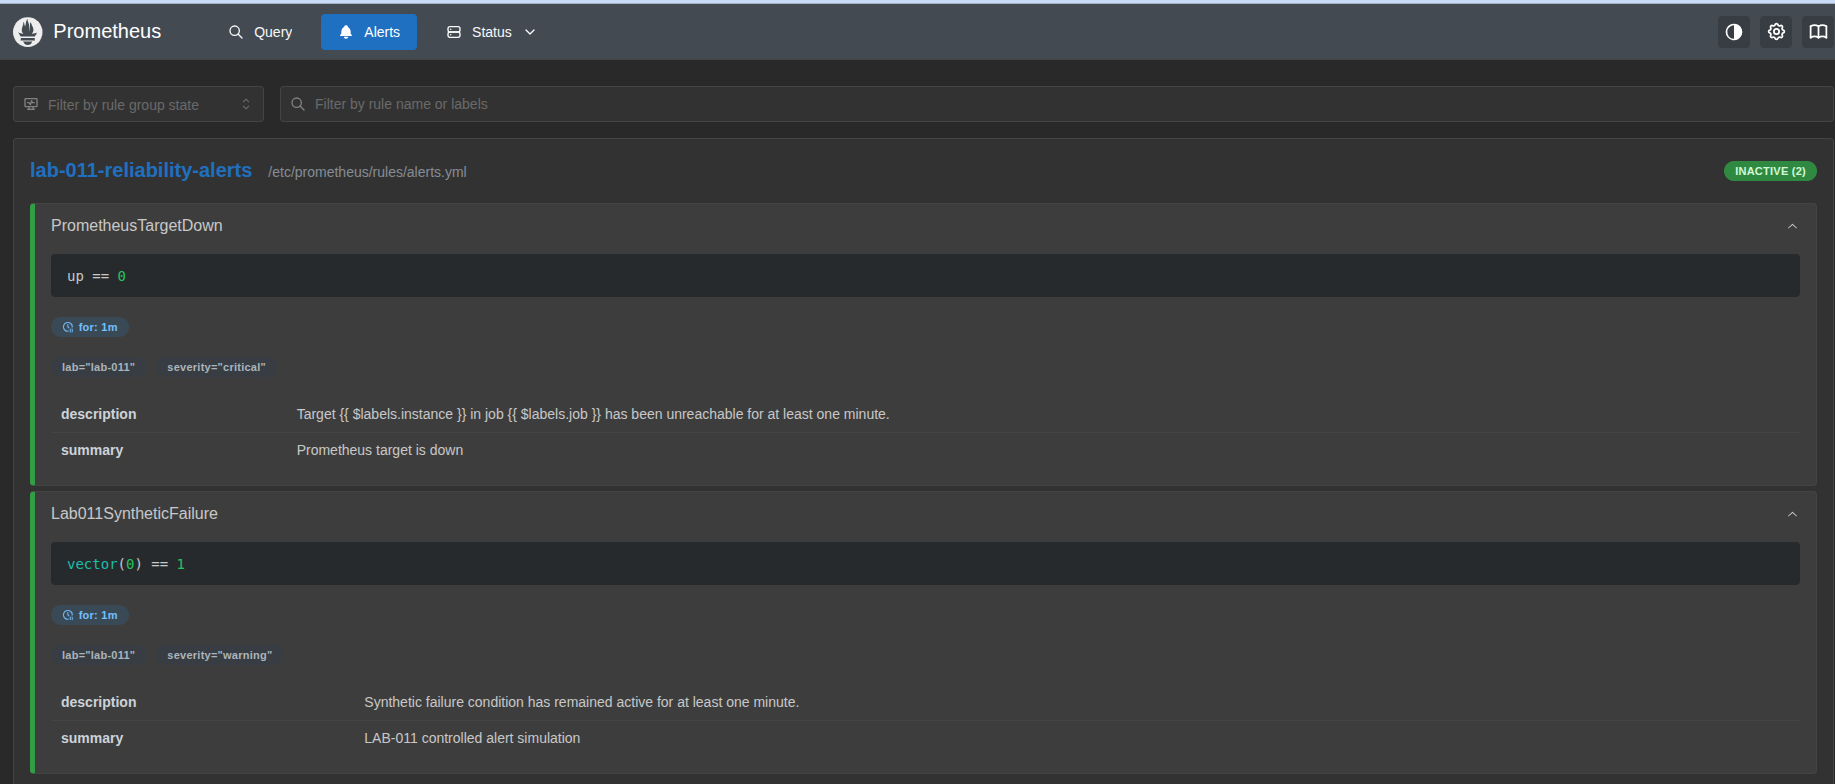 Prometheus Query Alerts Status
Filter by rule group state Filter by rule name or labels
lab-011-reliability-alerts /etc/prometheus/rules/alerts.yml INACTIVE (2)
PrometheusTargetDown
up == 0
for: 1m
lab="lab-011" severity="critical"
description Target {{ $labels.instance }} in job {{ $labels.job }} has been unreachable for at least one minute.
summary Prometheus target is down
Lab011SyntheticFailure
vector(0) == 1
for: 1m
lab="lab-011" severity="warning"
description Synthetic failure condition has remained active for at least one minute.
summary LAB-011 controlled alert simulation